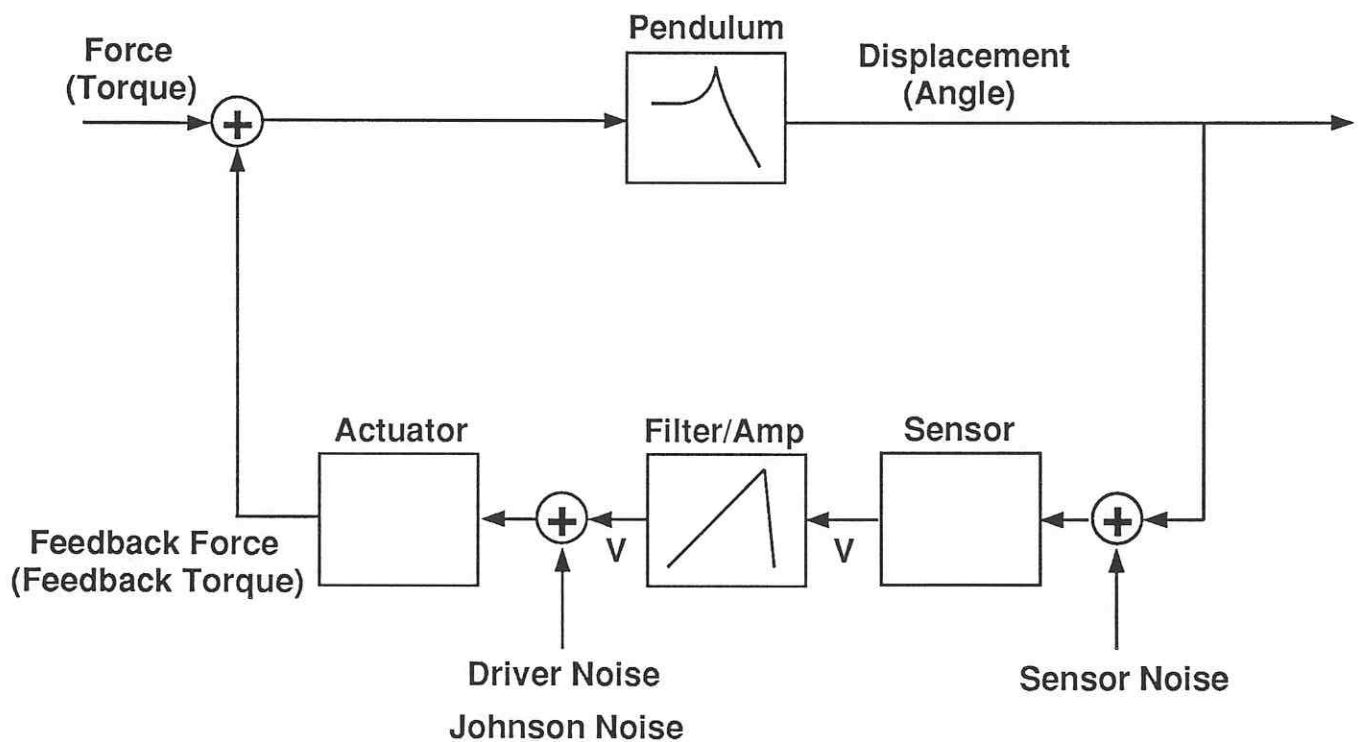 Pendulum
Force
(Torque)
Displacement
(Angle)
+
Actuator
Filter/Amp
Sensor
+
+
V
V
Feedback Force
(Feedback Torque)
Driver Noise
Johnson Noise
Sensor Noise